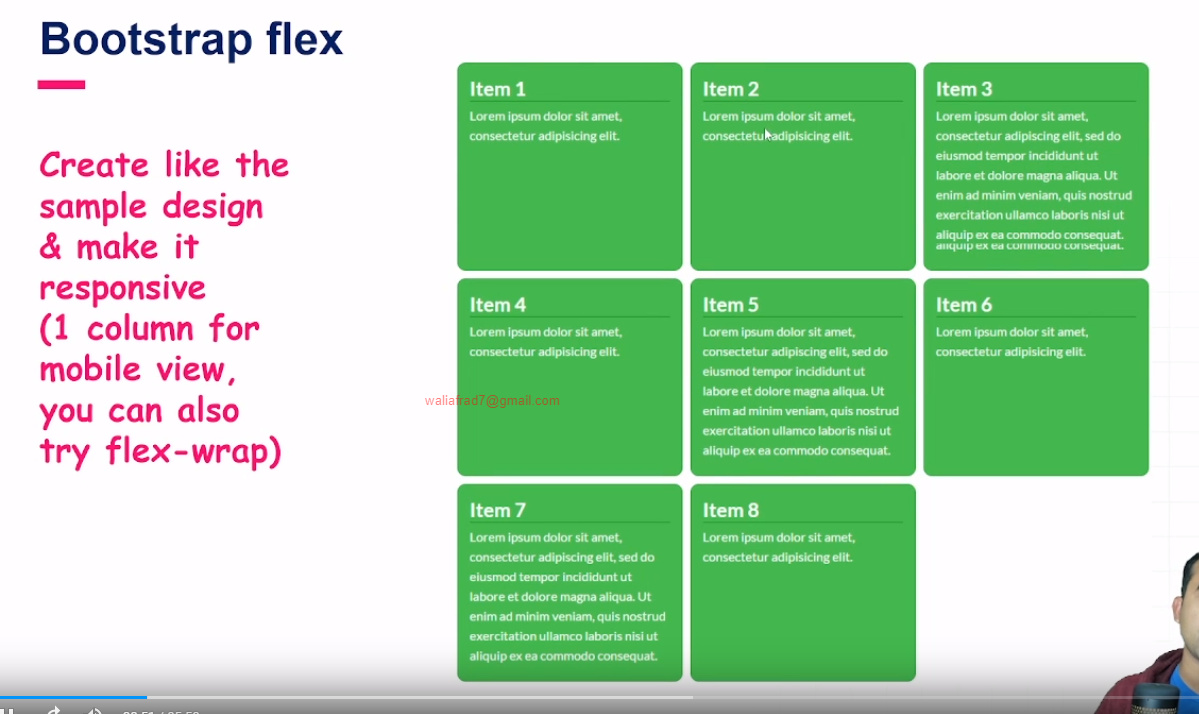 Bootstrap flex
Create like the
sample design
& make it
responsive
(1 column for
mobile view,
you can also
try flex-wrap)
Item 1
Lorem ipsum dolor sit amet,
consectetur adipisicing elit.
Item 2
Lorem ipsum dolor sit amet,
consectetur adipisicing elit.
Item 3
Lorem ipsum dolor sit amet,
consectetur adipiscing elit, sed do
eiusmod tempor incididunt ut
labore et dolore magna aliqua. Ut
enim ad minim veniam, quis nostrud
exercitation ullamco laboris nisi ut
aliquip ex ea commodo consequat.
aliquip ex ea commodo consequat.
Item 4
Lorem ipsum dolor sit amet,
consectetur adipisicing elit.
Item 5
Lorem ipsum dolor sit amet,
consectetur adipiscing elit, sed do
eiusmod tempor incididunt ut
labore et dolore magna aliqua. Ut
enim ad minim veniam, quis nostrud
exercitation ullamco laboris nisi ut
aliquip ex ea commodo consequat.
Item 6
Lorem ipsum dolor sit amet,
consectetur adipisicing elit.
waliafrad7@gmail.com
Item 7
Lorem ipsum dolor sit amet,
consectetur adipiscing elit, sed do
eiusmod tempor incididunt ut
labore et dolore magna aliqua. Ut
enim ad minim veniam, quis nostrud
exercitation ullamco laboris nisi ut
aliquip ex ea commodo consequat.
Item 8
Lorem ipsum dolor sit amet,
consectetur adipisicing elit.